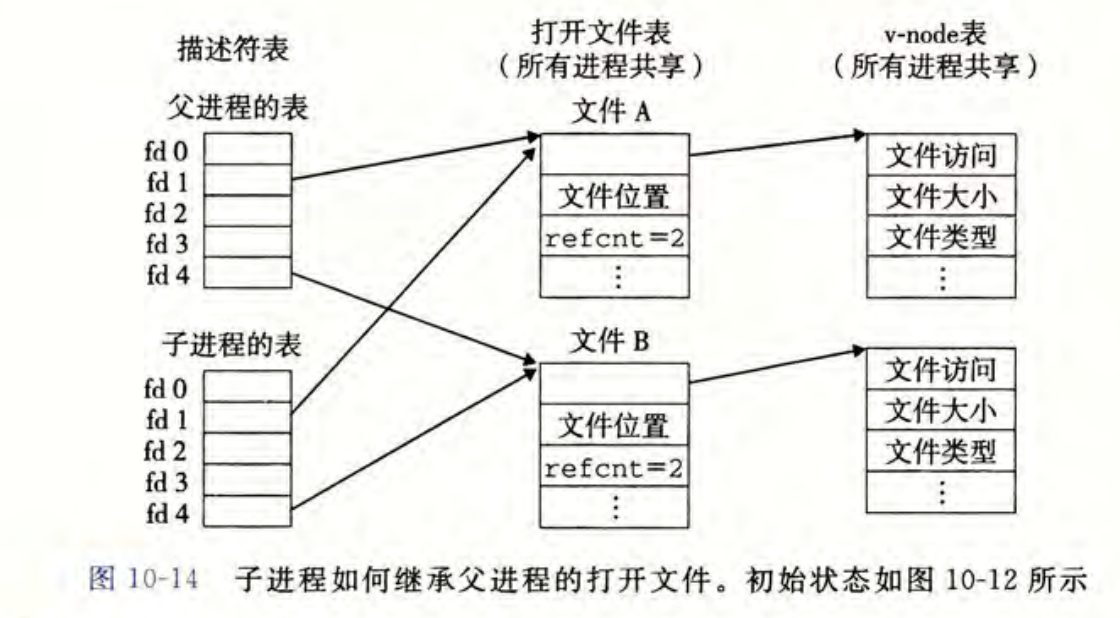 描述符表
打开文件表
（所有进程共享）
v-node表
（所有进程共享）
父进程的表
fd 0
fd 1
fd 2
fd 3
fd 4
子进程的表
fd 0
fd 1
fd 2
fd 3
fd 4
文件 A
文件位置
refcnt=2
⋮
文件 B
文件位置
refcnt=2
⋮
文件访问
文件大小
文件类型
⋮
文件访问
文件大小
文件类型
⋮
图 10-14 子进程如何继承父进程的打开文件。初始状态如图 10-12 所示